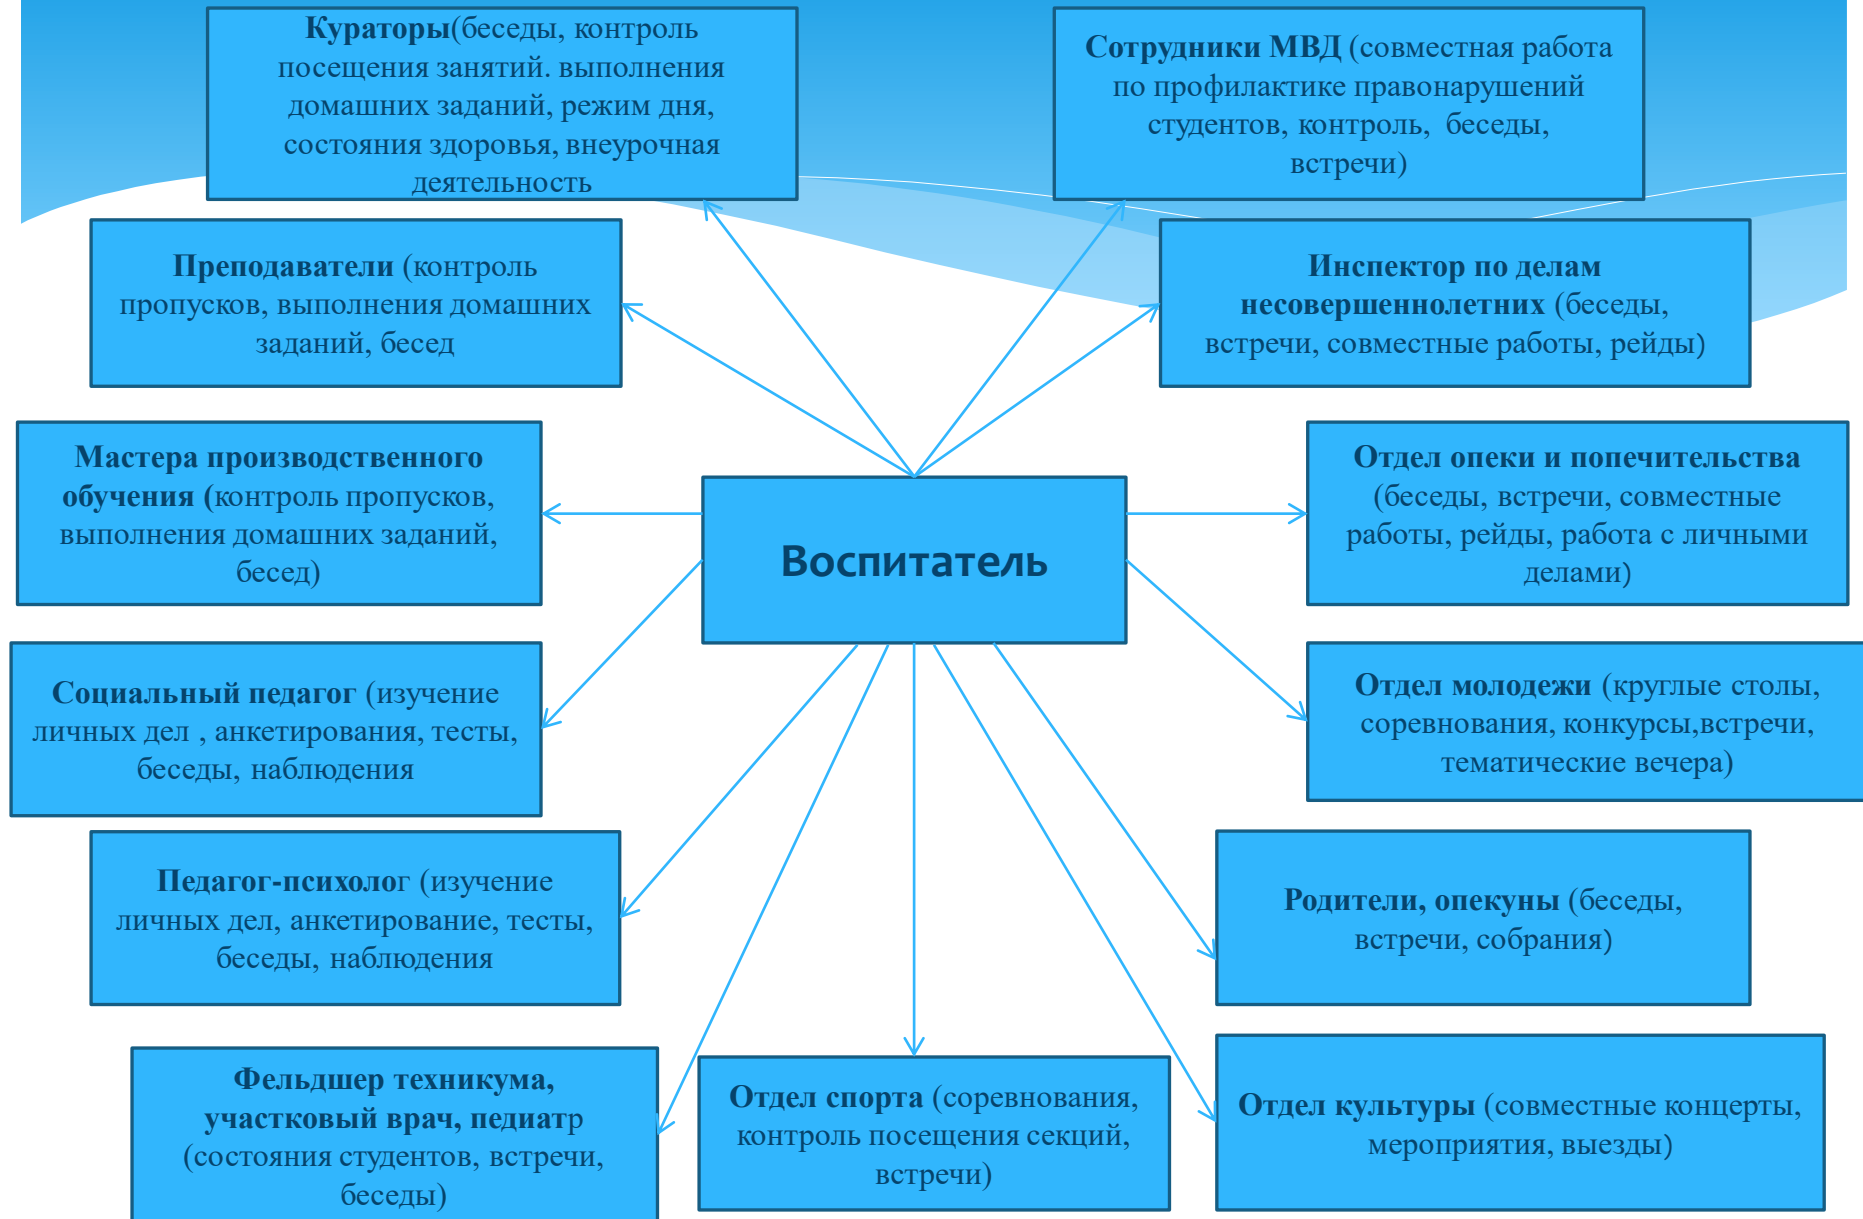 Кураторы(беседы, контроль
посещения занятий. выполнения
домашних заданий, режим дня,
состояния здоровья, внеурочная
деятельность
Сотрудники МВД (совместная работа
по профилактике правонарушений
студентов, контроль, беседы,
встречи)
Преподаватели (контроль
пропусков, выполнения домашних
заданий, бесед
Инспектор по делам
несовершеннолетних (беседы,
встречи, совместные работы, рейды)
Мастера производственного
обучения (контроль пропусков,
выполнения домашних заданий,
бесед)
Воспитатель
Отдел опеки и попечительства
(беседы, встречи, совместные
работы, рейды, работа с личными
делами)
Социальный педагог (изучение
личных дел , анкетирования, тесты,
беседы, наблюдения
Отдел молодежи (круглые столы,
соревнования, конкурсы,встречи,
тематические вечера)
Педагог-психолог (изучение
личных дел, анкетирование, тесты,
беседы, наблюдения
Родители, опекуны (беседы,
встречи, собрания)
Фельдшер техникума,
участковый врач, педиатр
(состояния студентов, встречи,
беседы)
Отдел спорта (соревнования,
контроль посещения секций,
встречи)
Отдел культуры (совместные концерты,
мероприятия, выезды)